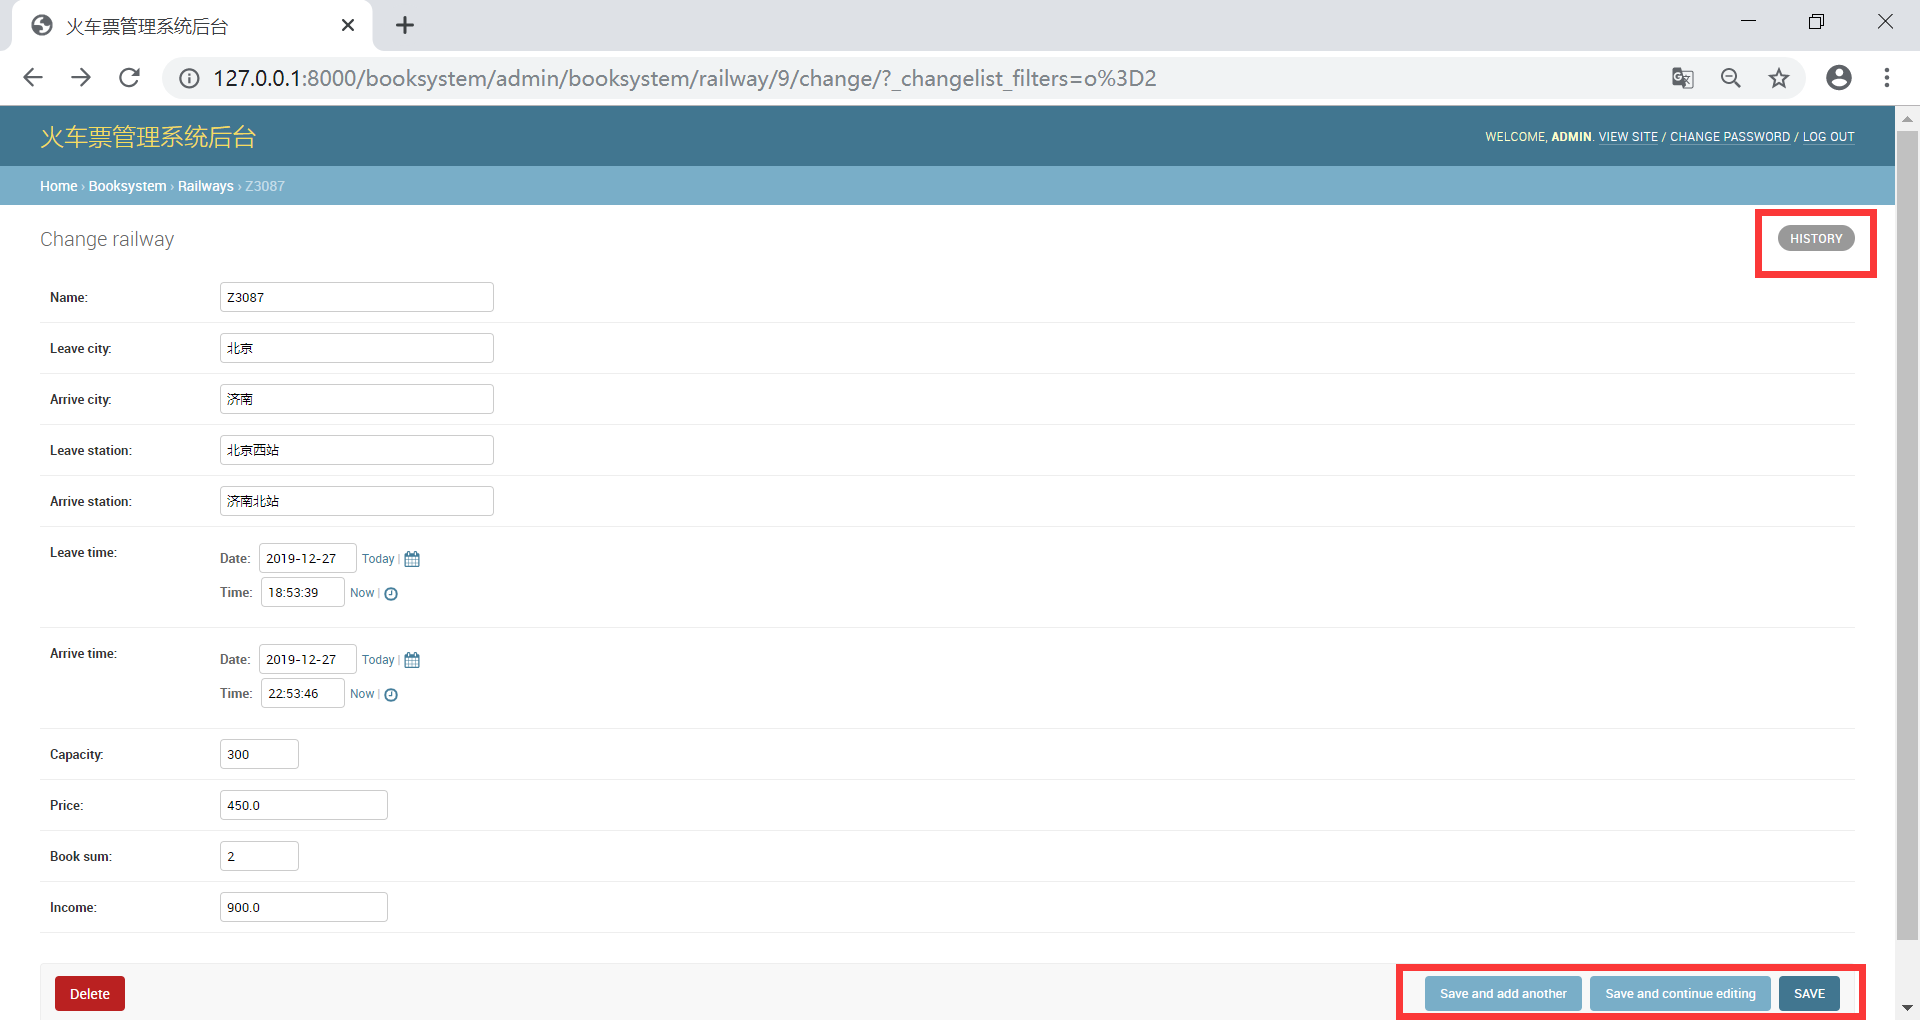 火车票管理系统后台
127.0.0.1:8000/booksystem/admin/booksystem/railway/9/change/?_changelist_filters=o%3D2
火车票管理系统后台
WELCOME, ADMIN. VIEW SITE / CHANGE PASSWORD / LOG OUT
Home › Booksystem › Railways › Z3087
Change railway
HISTORY
Name: Z3087
Leave city: 北京
Arrive city: 济南
Leave station: 北京西站
Arrive station: 济南北站
Leave time: Date: 2019-12-27 Today |
Time: 18:53:39 Now |
Arrive time: Date: 2019-12-27 Today |
Time: 22:53:46 Now |
Capacity: 300
Price: 450.0
Book sum: 2
Income: 900.0
Delete Save and add another Save and continue editing SAVE